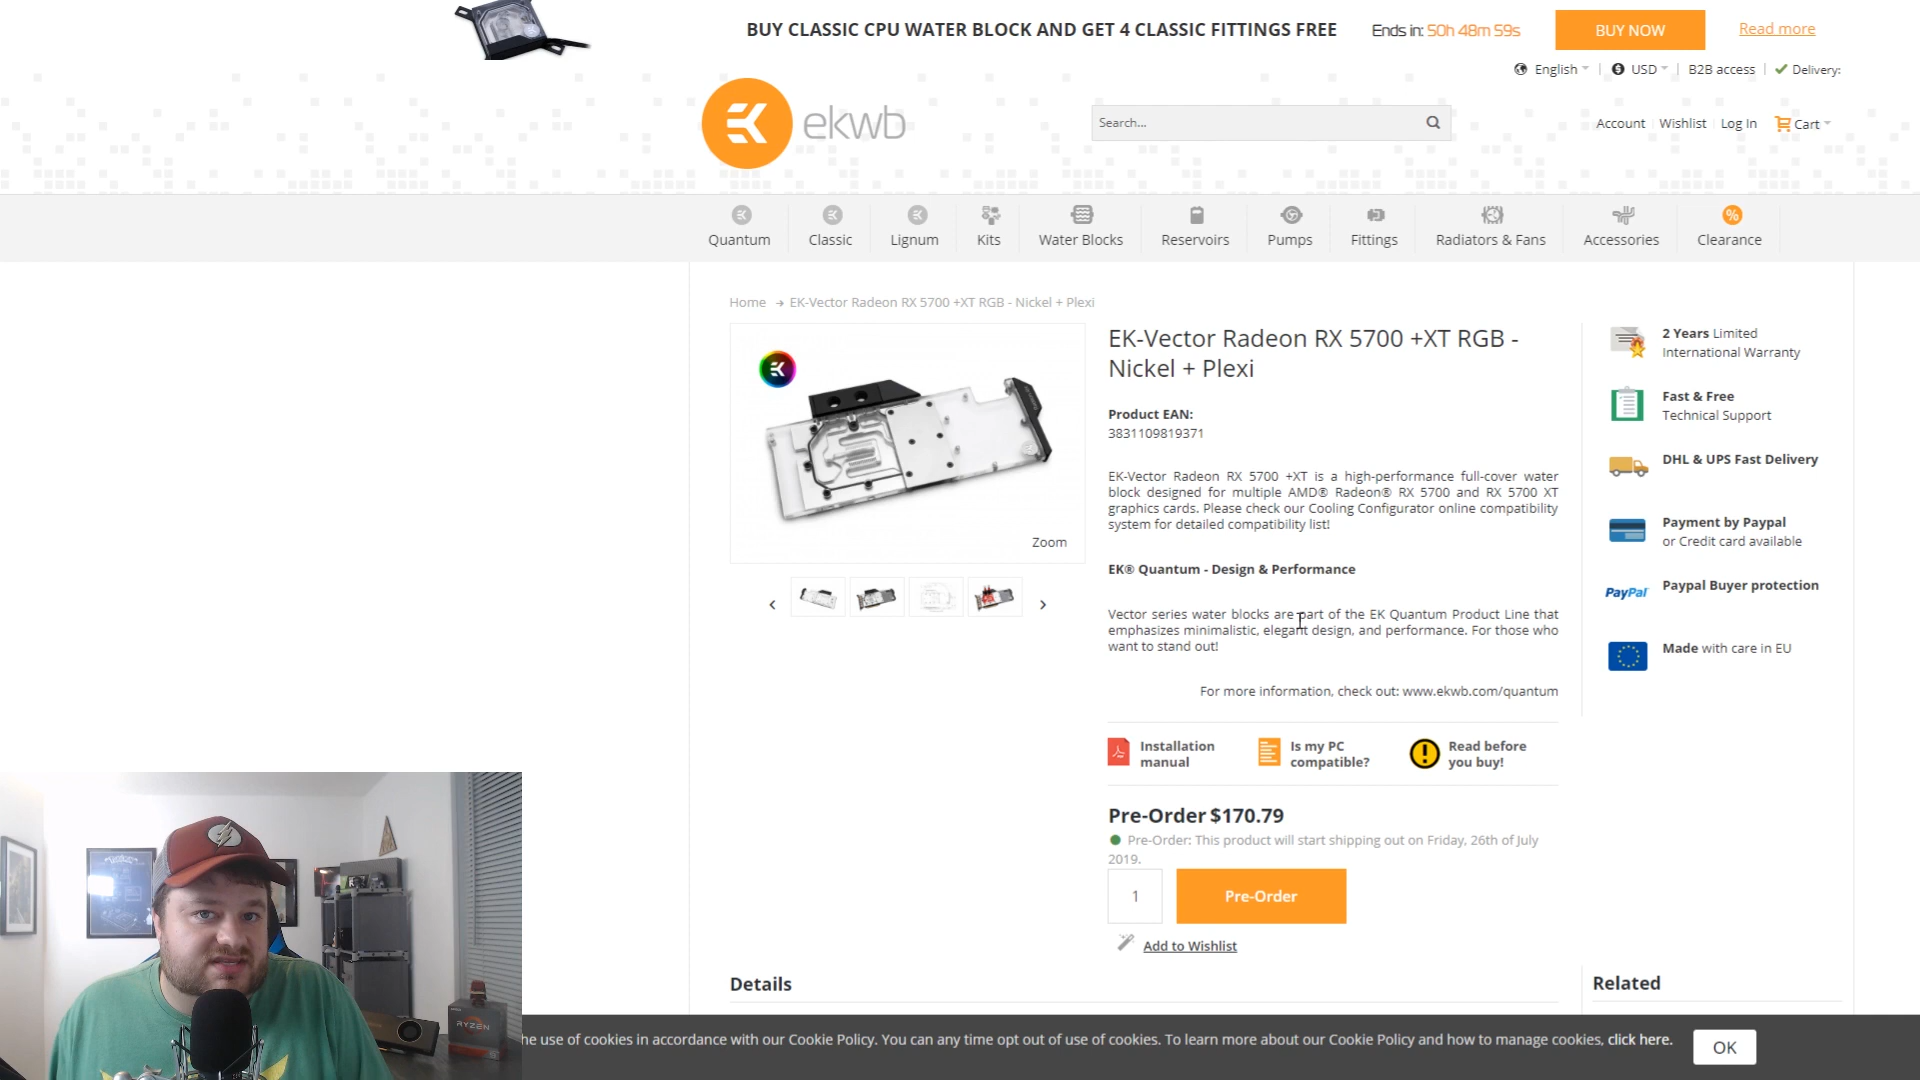 BUY CLASSIC CPU WATER BLOCK AND GET 4 CLASSIC FITTINGS FREE
Ends in: 50h 48m 59s
BUY NOW
Read more
English
USD
B2B access
Delivery:
ekwb
Search...
Account
Wishlist
Log In
Cart
Quantum
Classic
Lignum
Kits
Water Blocks
Reservoirs
Pumps
Fittings
Radiators & Fans
Accessories
Clearance
Home → EK-Vector Radeon RX 5700 +XT RGB - Nickel + Plexi
Zoom
EK-Vector Radeon RX 5700 +XT RGB -
Nickel + Plexi
Product EAN:
3831109819371
EK-Vector Radeon RX 5700 +XT is a high-performance full-cover water
block designed for multiple AMD® Radeon® RX 5700 and RX 5700 XT
graphics cards. Please check our Cooling Configurator online compatibility
system for detailed compatibility list!
EK® Quantum - Design & Performance
Vector series water blocks are part of the EK Quantum Product Line that
emphasizes minimalistic, elegant design, and performance. For those who
want to stand out!
For more information, check out: www.ekwb.com/quantum
Installation
manual
Is my PC
compatible?
Read before
you buy!
Pre-Order $170.79
Pre-Order: This product will start shipping out on Friday, 26th of July
2019.
1
Pre-Order
Add to Wishlist
2 Years Limited
International Warranty
Fast & Free
Technical Support
DHL & UPS Fast Delivery
Payment by Paypal
or Credit card available
PayPal
Paypal Buyer protection
Made with care in EU
Details
Related
he use of cookies in accordance with our Cookie Policy. You can any time opt out of use of cookies. To learn more about our Cookie Policy and how to manage cookies, click here.
OK
RYZEN